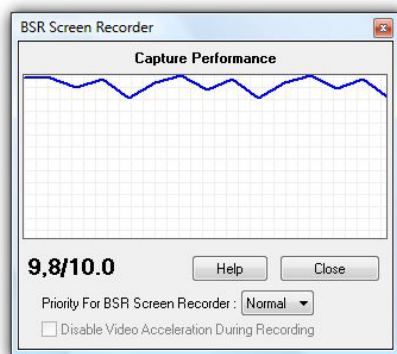 BSR Screen Recorder
Capture Performance
9,8/10.0
Help
Close
Priority For BSR Screen Recorder : Normal
Disable Video Acceleration During Recording